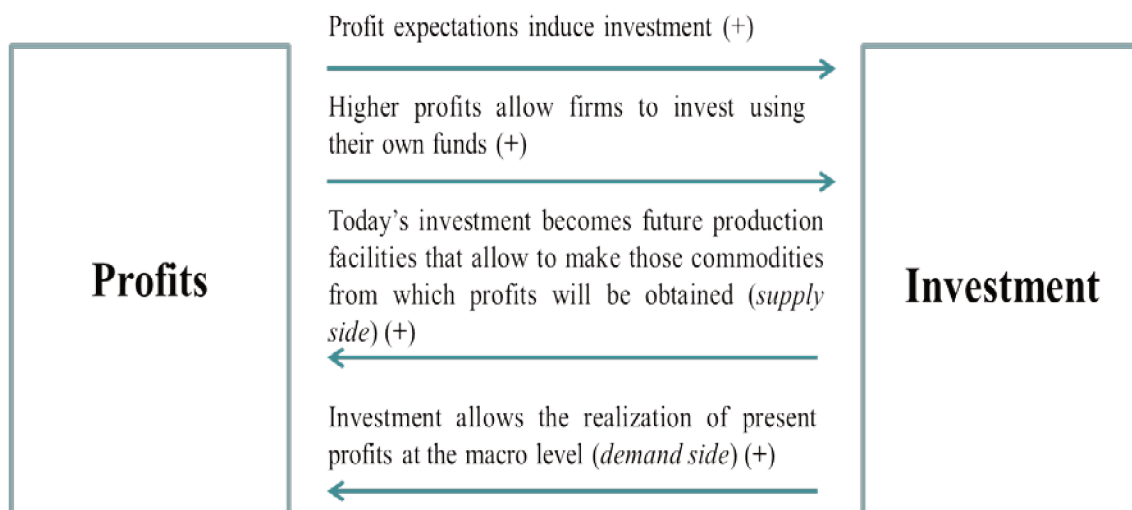 Profit expectations induce investment (+)
Higher profits allow firms to invest using
their own funds (+)
Today’s investment becomes future production
facilities that allow to make those commodities
from which profits will be obtained (supply
side) (+)
Profits
Investment
Investment allows the realization of present
profits at the macro level (demand side) (+)